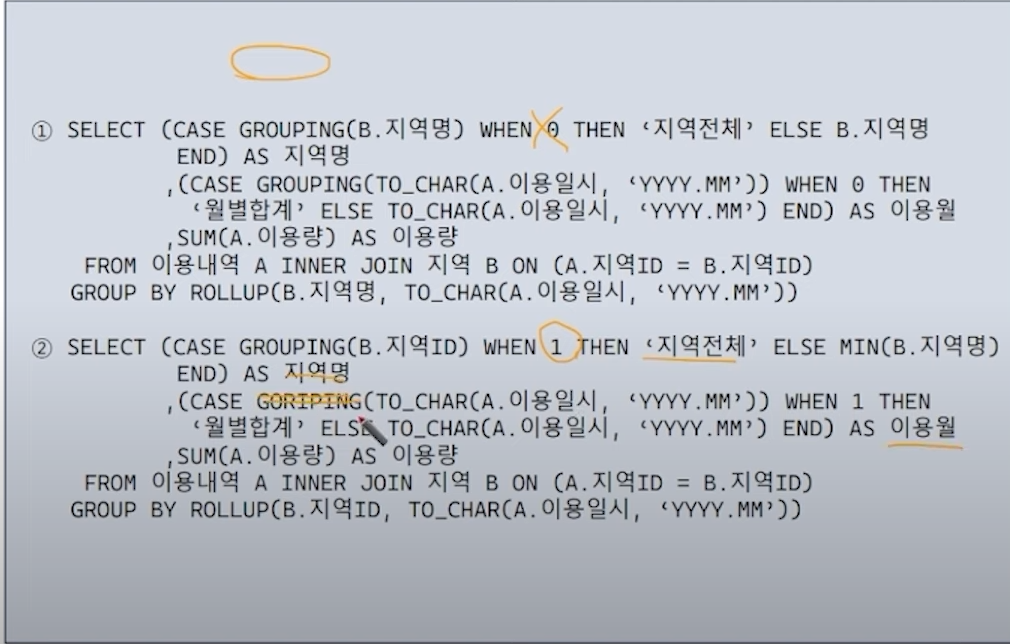 ① SELECT (CASE GROUPING(B.지역명) WHEN 0 THEN ‘지역전체’ ELSE B.지역명
END) AS 지역명
,(CASE GROUPING(TO_CHAR(A.이용일시, ‘YYYY.MM’)) WHEN 0 THEN
‘월별합계’ ELSE TO_CHAR(A.이용일시, ‘YYYY.MM’) END) AS 이용월
,SUM(A.이용량) AS 이용량
FROM 이용내역 A INNER JOIN 지역 B ON (A.지역ID = B.지역ID)
GROUP BY ROLLUP(B.지역명, TO_CHAR(A.이용일시, ‘YYYY.MM’))
② SELECT (CASE GROUPING(B.지역ID) WHEN 1 THEN ‘지역전체’ ELSE MIN(B.지역명)
END) AS 지역명
,(CASE GORIPING(TO_CHAR(A.이용일시, ‘YYYY.MM’)) WHEN 1 THEN
‘월별합계’ ELSE TO_CHAR(A.이용일시, ‘YYYY.MM’) END) AS 이용월
,SUM(A.이용량) AS 이용량
FROM 이용내역 A INNER JOIN 지역 B ON (A.지역ID = B.지역ID)
GROUP BY ROLLUP(B.지역ID, TO_CHAR(A.이용일시, ‘YYYY.MM’))